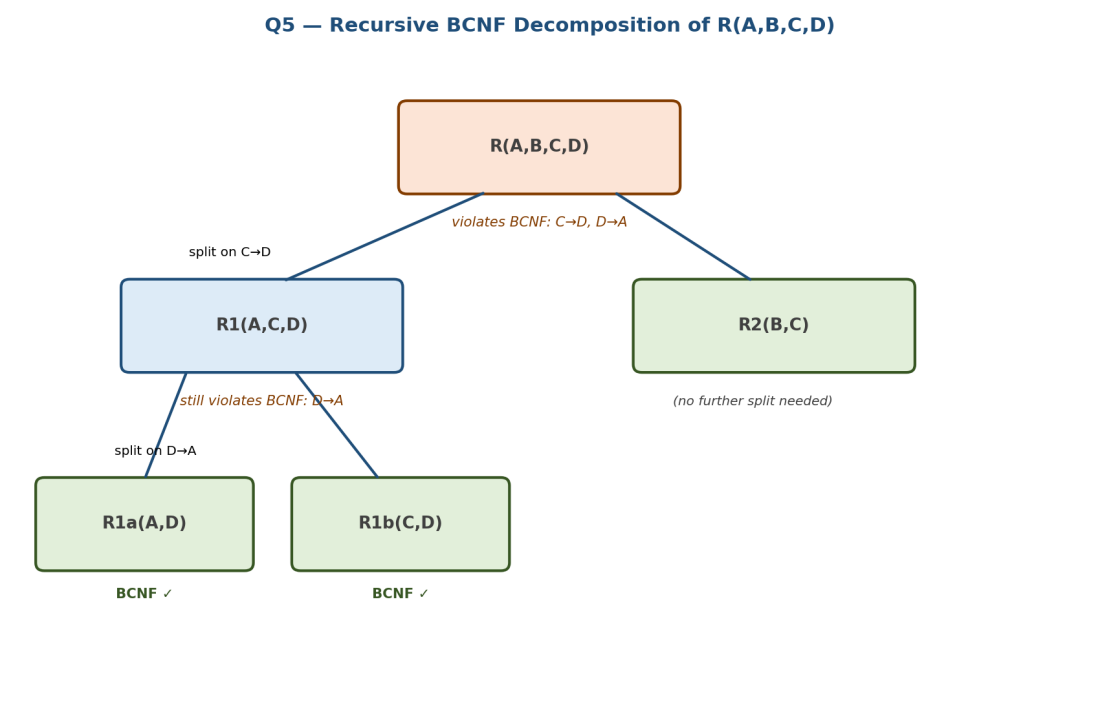 Q5 — Recursive BCNF Decomposition of R(A,B,C,D)
R(A,B,C,D)
violates BCNF: C→D, D→A
split on C→D
R1(A,C,D)
R2(B,C)
still violates BCNF: D→A
(no further split needed)
split on D→A
R1a(A,D)
R1b(C,D)
BCNF ✓
BCNF ✓